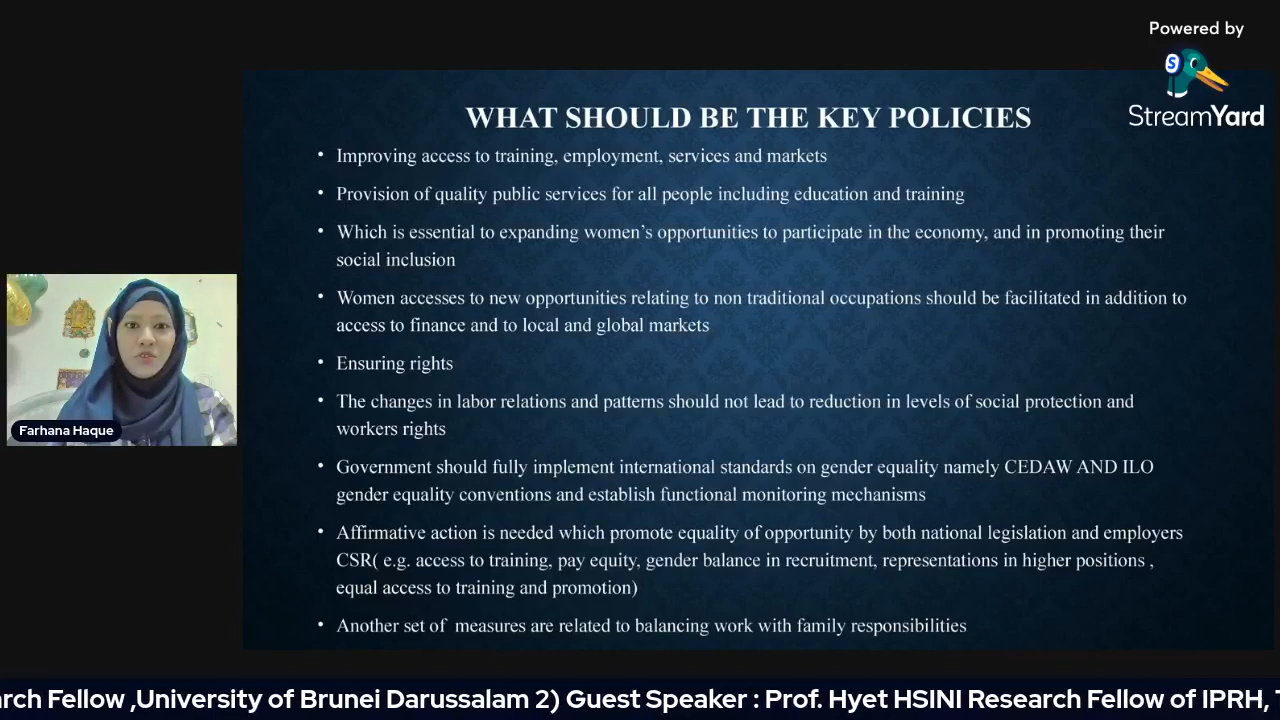 Powered by
StreamYard
WHAT SHOULD BE THE KEY POLICIES
• Improving access to training, employment, services and markets
• Provision of quality public services for all people including education and training
• Which is essential to expanding women’s opportunities to participate in the economy, and in promoting their
social inclusion
• Women accesses to new opportunities relating to non traditional occupations should be facilitated in addition to
access to finance and to local and global markets
• Ensuring rights
• The changes in labor relations and patterns should not lead to reduction in levels of social protection and
workers rights
• Government should fully implement international standards on gender equality namely CEDAW AND ILO
gender equality conventions and establish functional monitoring mechanisms
• Affirmative action is needed which promote equality of opportunity by both national legislation and employers
CSR( e.g. access to training, pay equity, gender balance in recruitment, representations in higher positions ,
equal access to training and promotion)
• Another set of  measures are related to balancing work with family responsibilities
Farhana Haque
rch Fellow ,University of Brunei Darussalam 2) Guest Speaker : Prof. Hyet HSINI Research Fellow of IPRH,